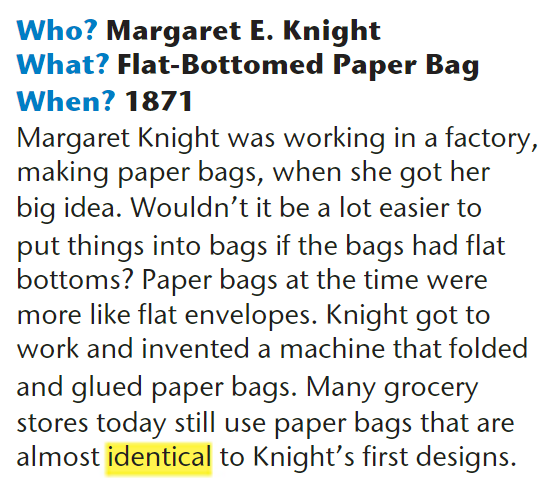 Who? Margaret E. Knight
What? Flat-Bottomed Paper Bag
When? 1871
Margaret Knight was working in a factory,
making paper bags, when she got her
big idea. Wouldn’t it be a lot easier to
put things into bags if the bags had flat
bottoms? Paper bags at the time were
more like flat envelopes. Knight got to
work and invented a machine that folded
and glued paper bags. Many grocery
stores today still use paper bags that are
almost identical to Knight’s first designs.